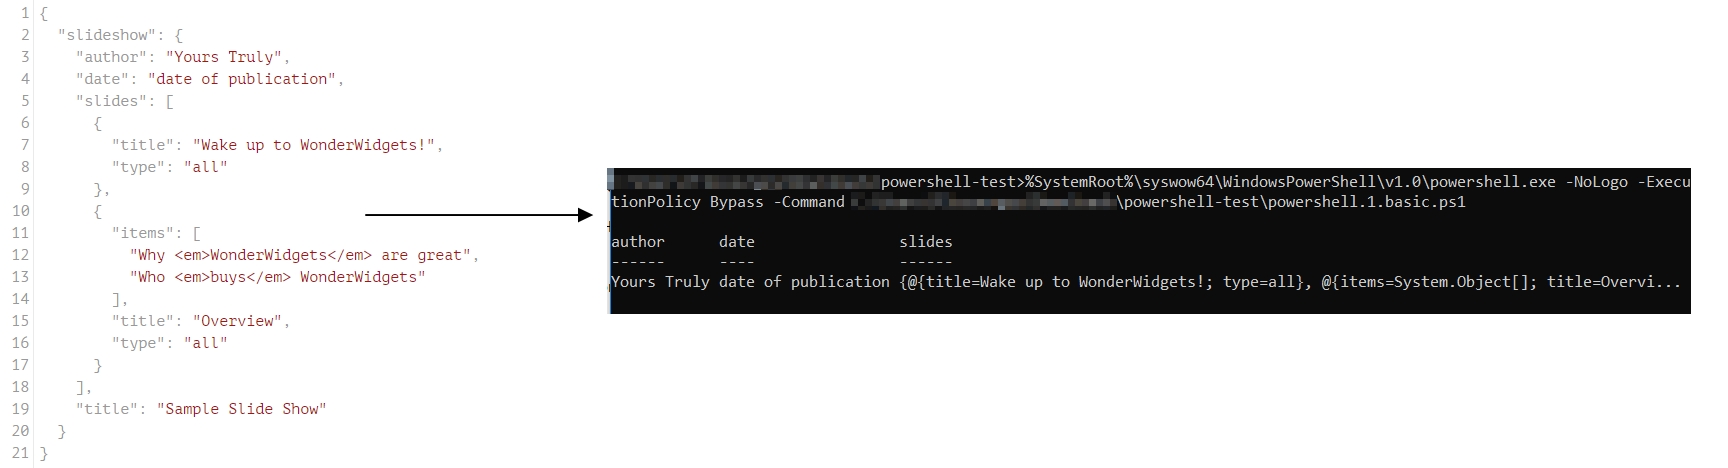 1 {
2 "slideshow": {
3 "author": "Yours Truly",
4 "date": "date of publication",
5 "slides": [
6 {
7 "title": "Wake up to WonderWidgets!",
8 "type": "all"
9 },
10 {
11 "items": [
12 "Why <em>WonderWidgets</em> are great",
13 "Who <em>buys</em> WonderWidgets"
14 ],
15 "title": "Overview",
16 "type": "all"
17 }
18 ],
19 "title": "Sample Slide Show"
20 }
21 }
powershell-test>%SystemRoot%\syswow64\WindowsPowerShell\v1.0\powershell.exe -NoLogo -Execu
tionPolicy Bypass -Command \powershell-test\powershell.1.basic.ps1
author date slides
------ ---- ------
Yours Truly date of publication {@{title=Wake up to WonderWidgets!; type=all}, @{items=System.Object[]; title=Overvi...